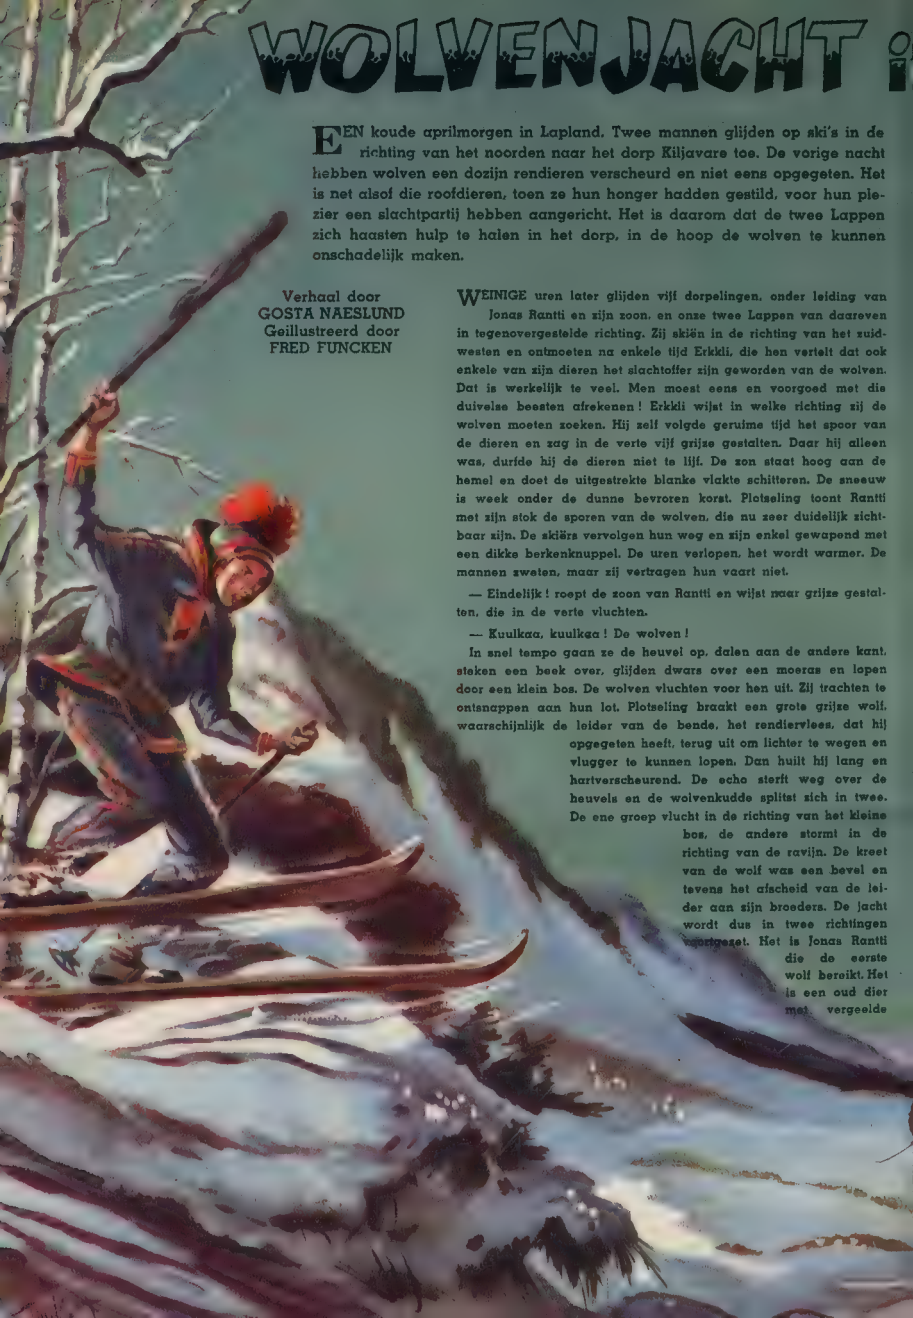 WOLVENJACHT i
EEN koude aprilmorgen in Lapland. Twee mannen glijden op ski's in de
richting van het noorden naar het dorp Kiljavare toe. De vorige nacht
hebben wolven een dozijn rendieren verscheurd en niet eens opgegeten. Het
is net alsof die roofdieren, toen ze hun honger hadden gestild, voor hun ple-
zier een slachtpartij hebben aangericht. Het is daarom dat de twee Lappen
zich haasten hulp te halen in het dorp, in de hoop de wolven te kunnen
onschadelijk maken.
Verhaal door
GOSTA NAESLUND
Geïllustreerd door
FRED FUNCKEN
WEINIGE uren later glijden vijf dorpelingen, onder leiding van
Jonas Rantti en zijn zoon, en onze twee Lappen van daareven
in tegenovergestelde richting. Zij skiën in de richting van het zuid-
westen en ontmoeten na enkele tijd Erkkli, die hen vertelt dat ook
enkele van zijn dieren het slachtoffer zijn geworden van de wolven.
Dat is werkelijk te veel. Men moest eens en voorgoed met die
duivelse beesten afrekenen ! Erkkli wijst in welke richting zij de
wolven moeten zoeken. Hij zelf volgde geruime tijd het spoor van
de dieren en zag in de verte vijf grijze gestalten. Daar hij alleen
was, durfde hij de dieren niet te lijf. De zon staat hoog aan de
hemel en doet de uitgestrekte blanke vlakte schitteren. De sneeuw
is week onder de dunne bevroren korst. Plotseling toont Rantti
met zijn stok de sporen van de wolven, die nu zeer duidelijk zicht-
baar zijn. De skiërs vervolgen hun weg en zijn enkel gewapend met
een dikke berkenknuppel. De uren verlopen, het wordt warmer. De
mannen zweten, maar zij vertragen hun vaart niet.
— Eindelijk ! roept de zoon van Rantti en wijst naar grijze gestal-
ten, die in de verte vluchten.
— Kuulkaa, kuulkaa ! De wolven !
In snel tempo gaan ze de heuvel op, dalen aan de andere kant,
steken een beek over, glijden dwars over een moeras en lopen
door een klein bos. De wolven vluchten voor hen uit. Zij trachten te
ontsnappen aan hun lot. Plotseling braakt een grote grijze wolf,
waarschijnlijk de leider van de bende, het rendiervlees, dat hij
opgegeten heeft, terug uit om lichter te wegen en
vlugger te kunnen lopen. Dan huilt hij lang en
hartverscheurend. De echo sterft weg over de
heuvels en de wolvenkudde splitst zich in twee.
De ene groep vlucht in de richting van het kleine
bos, de andere stormt in de
richting van de ravijn. De kreet
van de wolf was een bevel en
tevens het afscheid van de lei-
der aan zijn broeders. De jacht
wordt dus in twee richtingen
voortgezet. Het is Jonas Rantti
die de eerste
wolf bereikt. Het
is een oud dier
met vergeelde